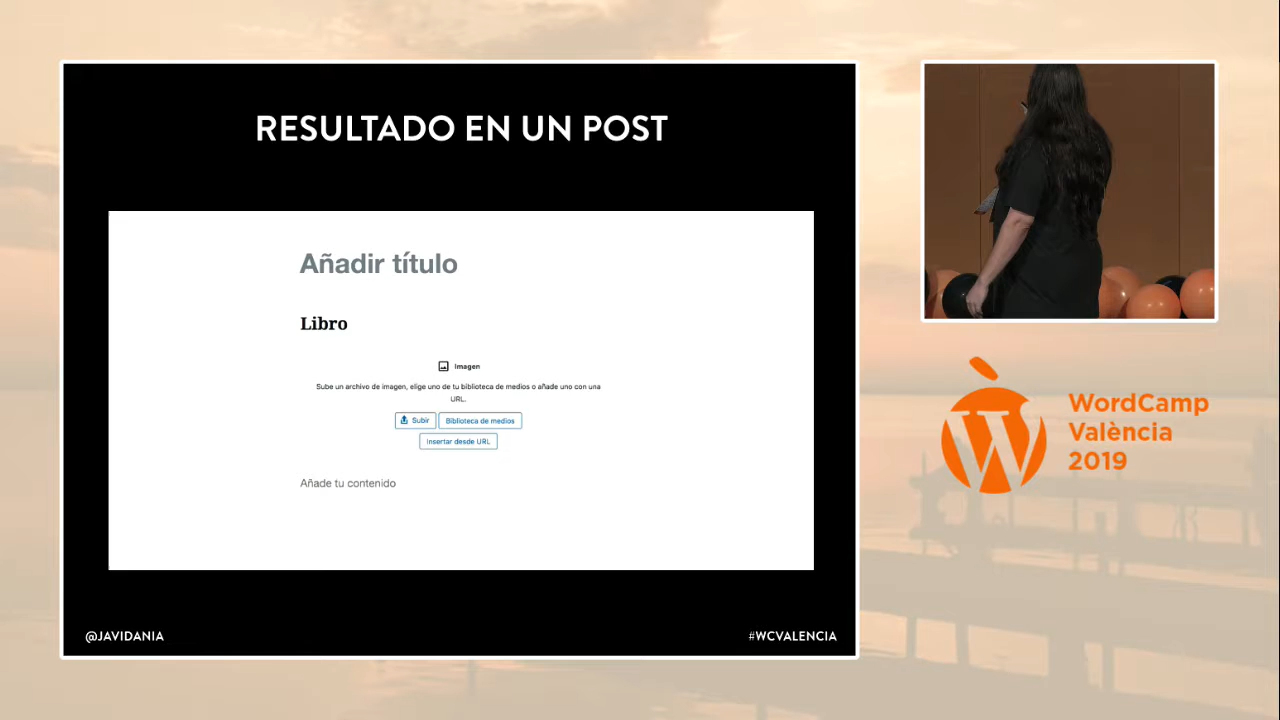 RESULTADO EN UN POST
Añadir título
Libro
Imagen
Sube un archivo de imagen, elige uno de tu biblioteca de medios o añade uno con una
URL.
Subir
Biblioteca de medios
Insertar desde URL
Añade tu contenido
@JAVIDANIA
#WCVALENCIA
WordCamp
València
2019